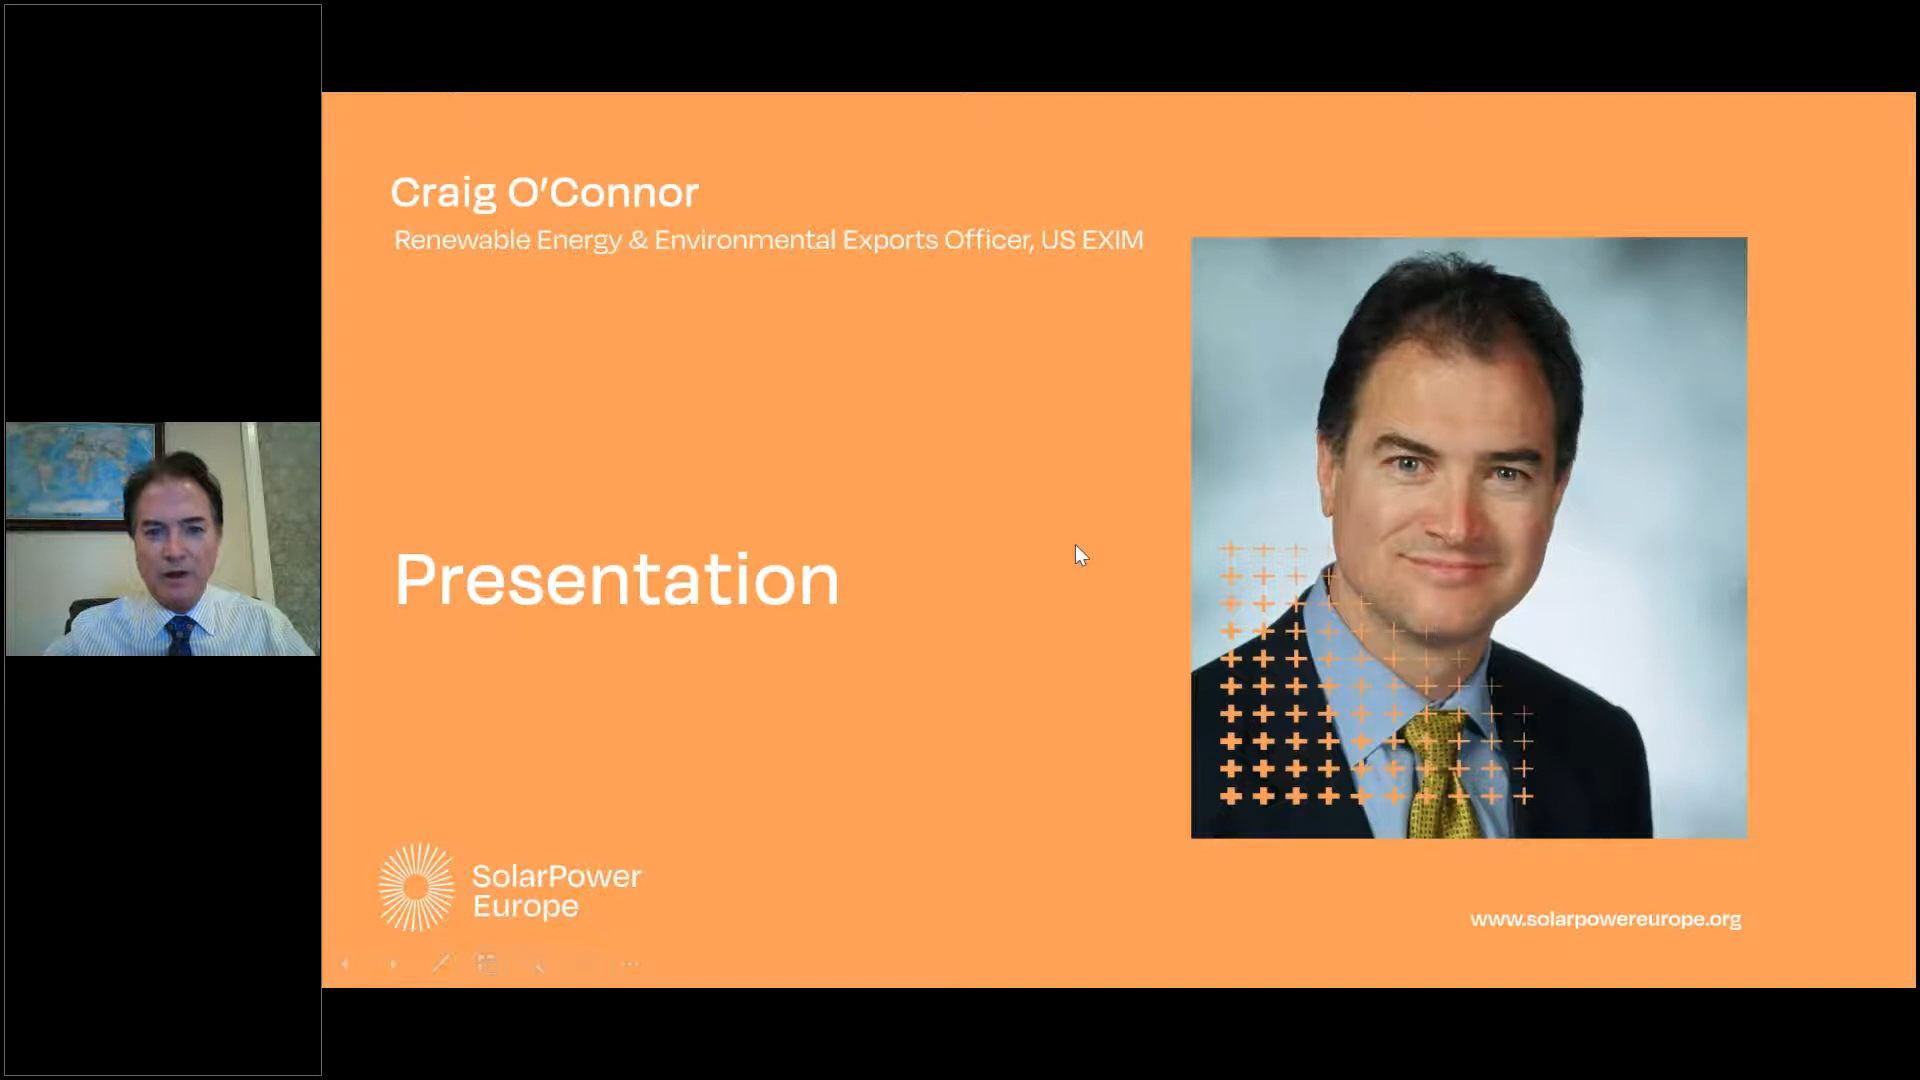 Craig O’Connor
Renewable Energy & Environmental Exports Officer, US EXIM
Presentation
SolarPower
Europe
www.solarpowereurope.org